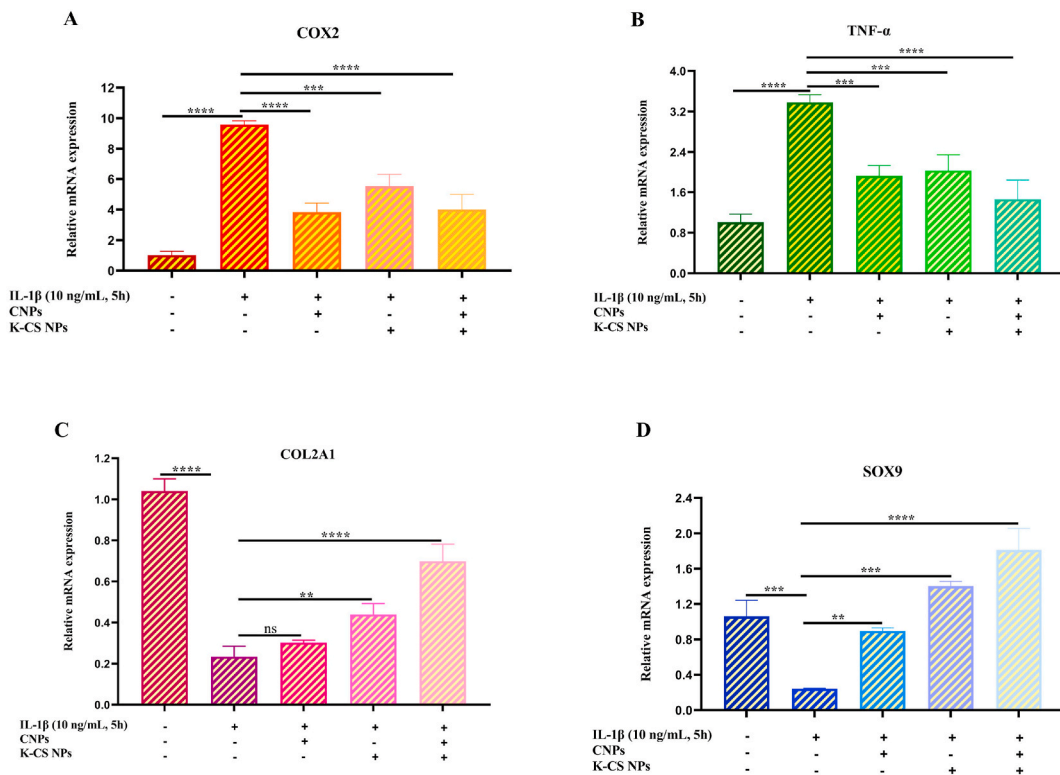 A
COX2
Relative mRNA expression
12
10
8
6
4
2
0
****
***
****
****
IL-1β (10 ng/mL, 5h) - + + + +
CNPs - - + - +
K-CS NPs - - - + +
B
TNF-α
Relative mRNA expression
4.0
3.2
2.4
1.6
0.8
0.0
****
***
**** ***
IL-1β (10 ng/mL, 5h) - + + + +
CNPs - - + - +
K-CS NPs - - - + +
C
COL2A1
Relative mRNA expression
1.2
1.0
0.8
0.6
0.4
0.2
0.0
****
****
**
ns
IL-1β (10 ng/mL, 5h) - + + + +
CNPs - - + - +
K-CS NPs - - - + +
D
SOX9
Relative mRNA expression
2.4
2.0
1.6
1.2
0.8
0.4
0.0
****
***
***
**
IL-1β (10 ng/mL, 5h) - + + + +
CNPs - - + - +
K-CS NPs - - - + +